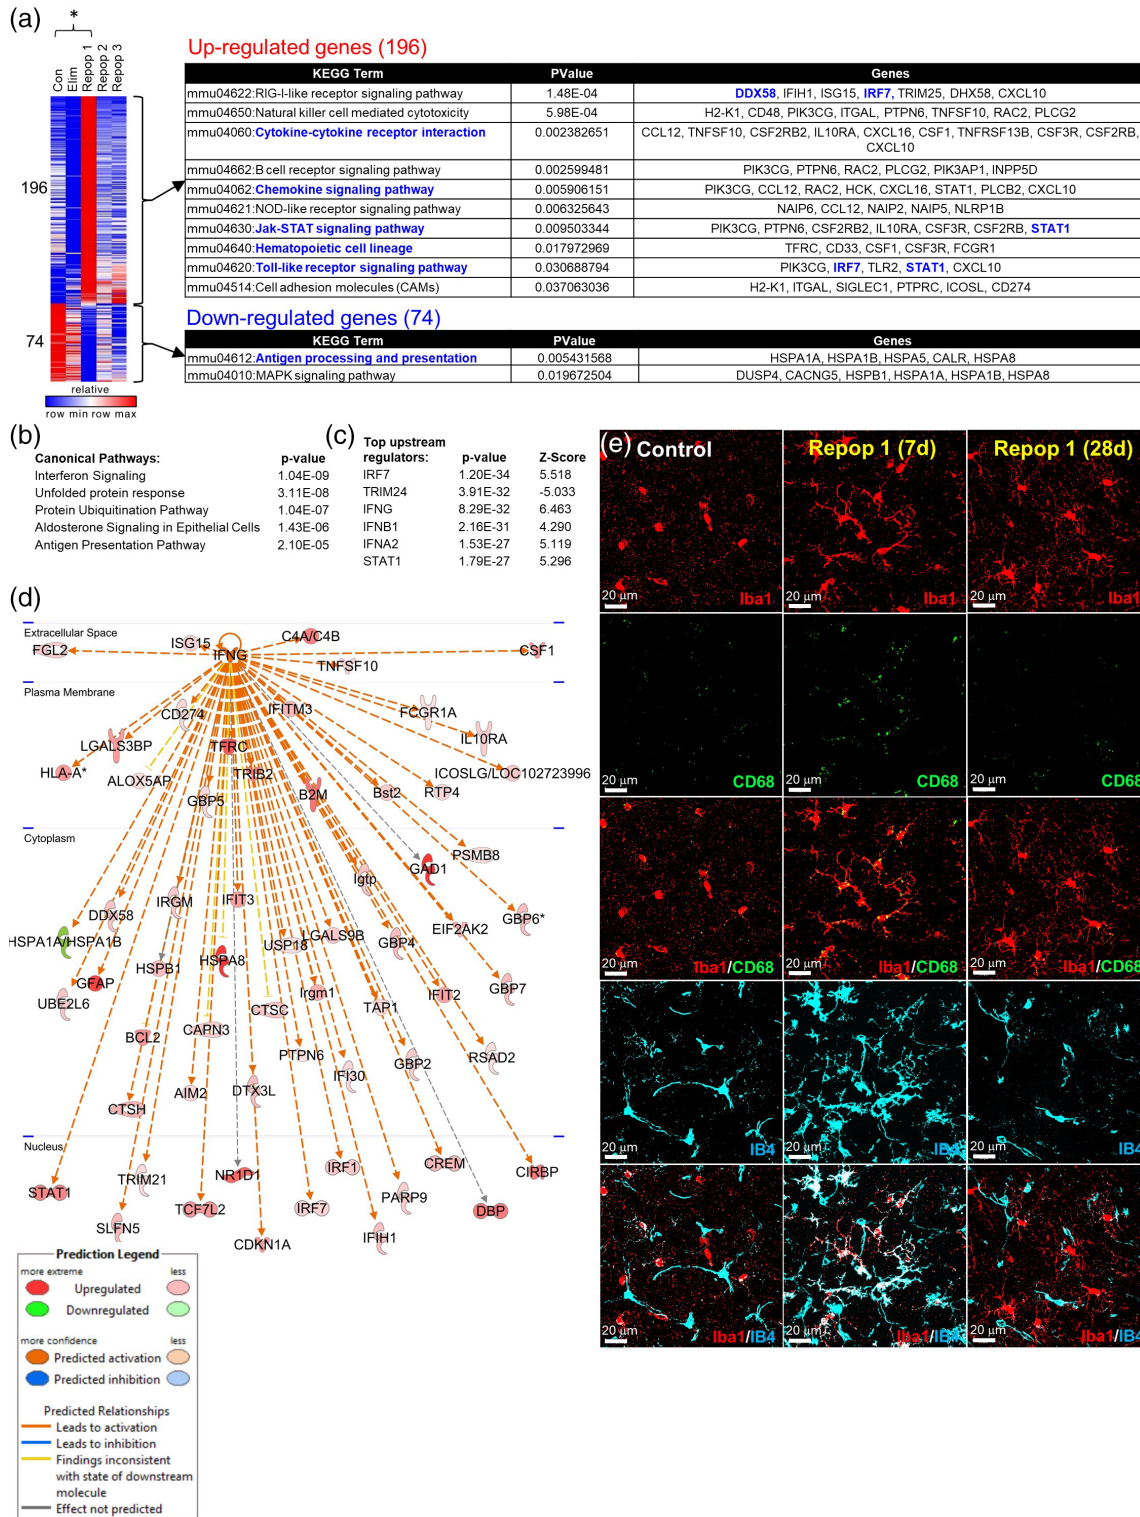 (a)
*
Con
Elim
Repop 1
Repop 2
Repop 3
196
74
relative
row min row max
Up-regulated genes (196)
KEGG Term PValue Genes
mmu04622:RIG-I-like receptor signaling pathway 1.48E-04 DDX58, IFIH1, ISG15, IRF7, TRIM25, DHX58, CXCL10
mmu04650:Natural killer cell mediated cytotoxicity 5.98E-04 H2-K1, CD48, PIK3CG, ITGAL, PTPN6, TNFSF10, RAC2, PLCG2
mmu04060:Cytokine-cytokine receptor interaction 0.002382651 CCL12, TNFSF10, CSF2RB2, IL10RA, CXCL16, CSF1, TNFRSF13B, CSF3R, CSF2RB,
CXCL10
mmu04662:B cell receptor signaling pathway 0.002599481 PIK3CG, PTPN6, RAC2, PLCG2, PIK3AP1, INPP5D
mmu04062:Chemokine signaling pathway 0.005906151 PIK3CG, CCL12, RAC2, HCK, CXCL16, STAT1, PLCB2, CXCL10
mmu04621:NOD-like receptor signaling pathway 0.006325643 NAIP6, CCL12, NAIP2, NAIP5, NLRP1B
mmu04630:Jak-STAT signaling pathway 0.009503344 PIK3CG, PTPN6, CSF2RB2, IL10RA, CSF3R, CSF2RB, STAT1
mmu04640:Hematopoietic cell lineage 0.017972969 TFRC, CD33, CSF1, CSF3R, FCGR1
mmu04620:Toll-like receptor signaling pathway 0.030688794 PIK3CG, IRF7, TLR2, STAT1, CXCL10
mmu04514:Cell adhesion molecules (CAMs) 0.037063036 H2-K1, ITGAL, SIGLEC1, PTPRC, ICOSL, CD274
Down-regulated genes (74)
KEGG Term PValue Genes
mmu04612:Antigen processing and presentation 0.005431568 HSPA1A, HSPA1B, HSPA5, CALR, HSPA8
mmu04010:MAPK signaling pathway 0.019672504 DUSP4, CACNG5, HSPB1, HSPA1A, HSPA1B, HSPA8
(b)
Canonical Pathways: p-value
Interferon Signaling 1.04E-09
Unfolded protein response 3.11E-08
Protein Ubiquitination Pathway 1.04E-07
Aldosterone Signaling in Epithelial Cells 1.43E-06
Antigen Presentation Pathway 2.10E-05
(c)
Top upstream
regulators: p-value Z-Score
IRF7 1.20E-34 5.518
TRIM24 3.91E-32 -5.033
IFNG 8.29E-32 6.463
IFNB1 2.16E-31 4.290
IFNA2 1.53E-27 5.119
STAT1 1.79E-27 5.296
(d)
Extracellular Space
FGL2
ISG15
IFNG
C4A/C4B
TNFSF10
CSF1
Plasma Membrane
CD274
IFITM3
FCGR1A
LGALS3BP
TFRC
IL10RA
HLA-A*
ALOX5AP
TRIB2
ICOSLG/LOC102723996
GBP5
B2M
Bst2
RTP4
Cytoplasm
PSMB8
GAD1
Igtp
DDX58
IRGM
IFIT3
GBP6*
EIF2AK2
HSPA1A/HSPA1B
HSPA8
USP18
LGALS9B
GBP4
HSPB1
GFAP
UBE2L6
Irgm1
IFIT2
GBP7
CTSC
TAP1
BCL2
CAPN3
PTPN6
GBP2
RSAD2
IFI30
AIM2
DTX3L
CTSH
Nucleus
STAT1
TRIM21
NR1D1
IRF1
CREM
CIRBP
SLFN5
TCF7L2
IRF7
PARP9
DBP
CDKN1A
IFIH1
Prediction Legend
more extreme less
Upregulated
Downregulated
more confidence less
Predicted activation
Predicted inhibition
Predicted Relationships
Leads to activation
Leads to inhibition
Findings inconsistent
with state of downstream
molecule
Effect not predicted
(e)
Control Repop 1 (7d) Repop 1 (28d)
20 µm Iba1 20 µm Iba1 20 µm Iba1
20 µm CD68 20 µm CD68 20 µm CD68
20 µm Iba1/CD68 20 µm Iba1/CD68 20 µm Iba1/CD68
20 µm IB4 20 µm IB4 20 µm IB4
20 µm Iba1/IB4 20 µm Iba1/IB4 20 µm Iba1/IB4